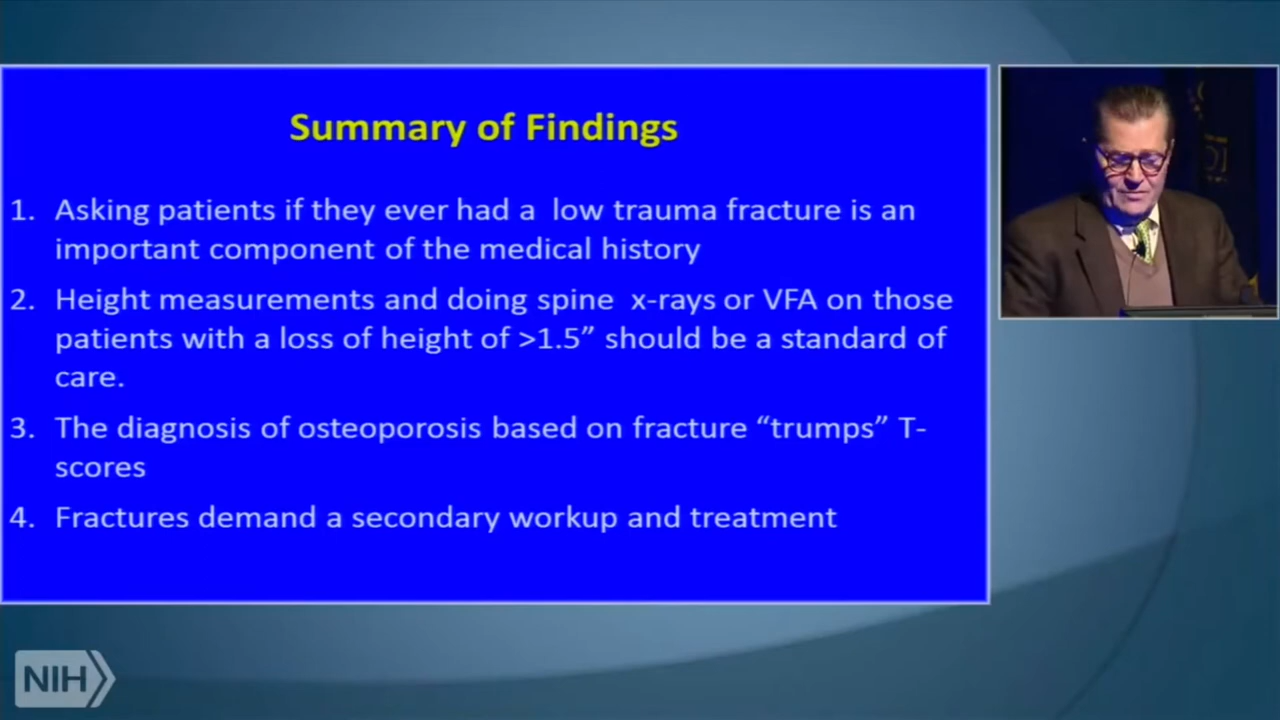 Summary of Findings
1. Asking patients if they ever had a low trauma fracture is an
important component of the medical history
2. Height measurements and doing spine x-rays or VFA on those
patients with a loss of height of >1.5” should be a standard of
care.
3. The diagnosis of osteoporosis based on fracture “trumps” T-
scores
4. Fractures demand a secondary workup and treatment
NIH